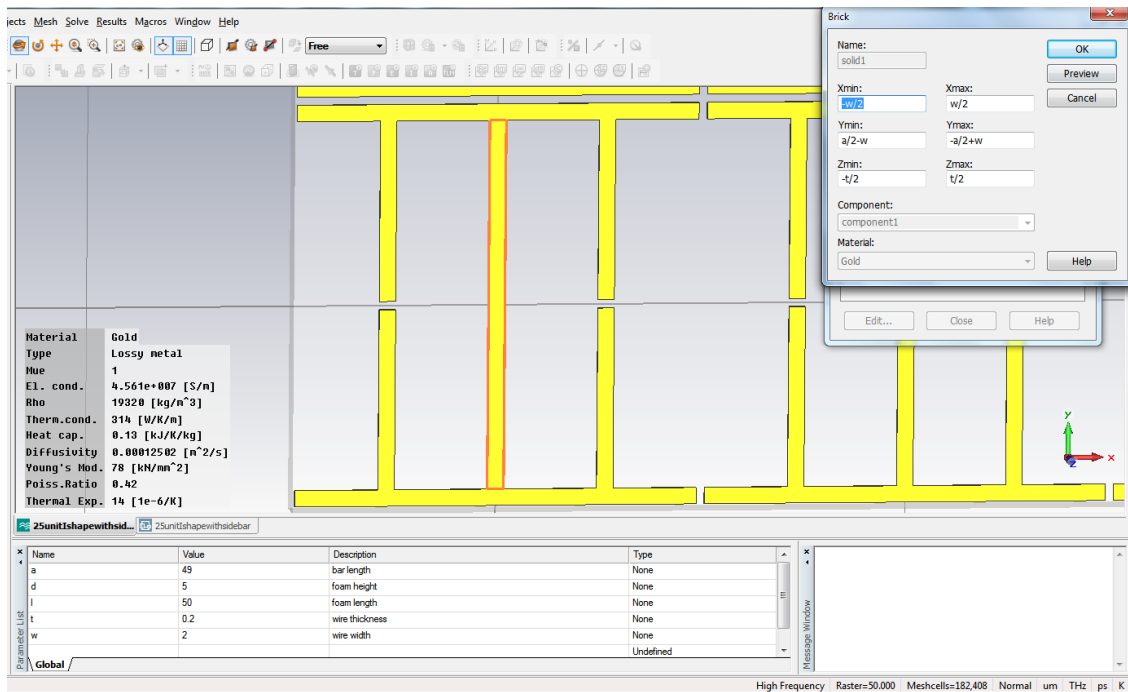 jects Mesh Solve Results Macros Window Help
Free
Brick
Name:
solid1
OK
Preview
Cancel
Xmin: Xmax:
-w/2 w/2
Ymin: Ymax:
a/2-w -a/2+w
Zmin: Zmax:
-t/2 t/2
Component:
component1
Material:
Gold Help
Edit... Close Help
Material Gold
Type Lossy metal
Mue 1
El. cond. 4.561e+007 [S/m]
Rho 19320 [kg/m^3]
Therm.cond. 314 [W/K/m]
Heat cap. 0.13 [kJ/K/kg]
Diffusivity 0.00012502 [m^2/s]
Young's Mod. 78 [kN/mm^2]
Poiss.Ratio 0.42
Thermal Exp. 14 [1e-6/K]
y
x
z
25unitIshapewithsid... 25unitIshapewithsidebar
Name Value Description Type
a 49 bar length None
d 5 foam height None
l 50 foam length None
t 0.2 wire thickness None
w 2 wire width None
Undefined
Global
Parameter List
Message Window
High Frequency Raster=50.000 Meshcells=182,408 Normal um THz ps K